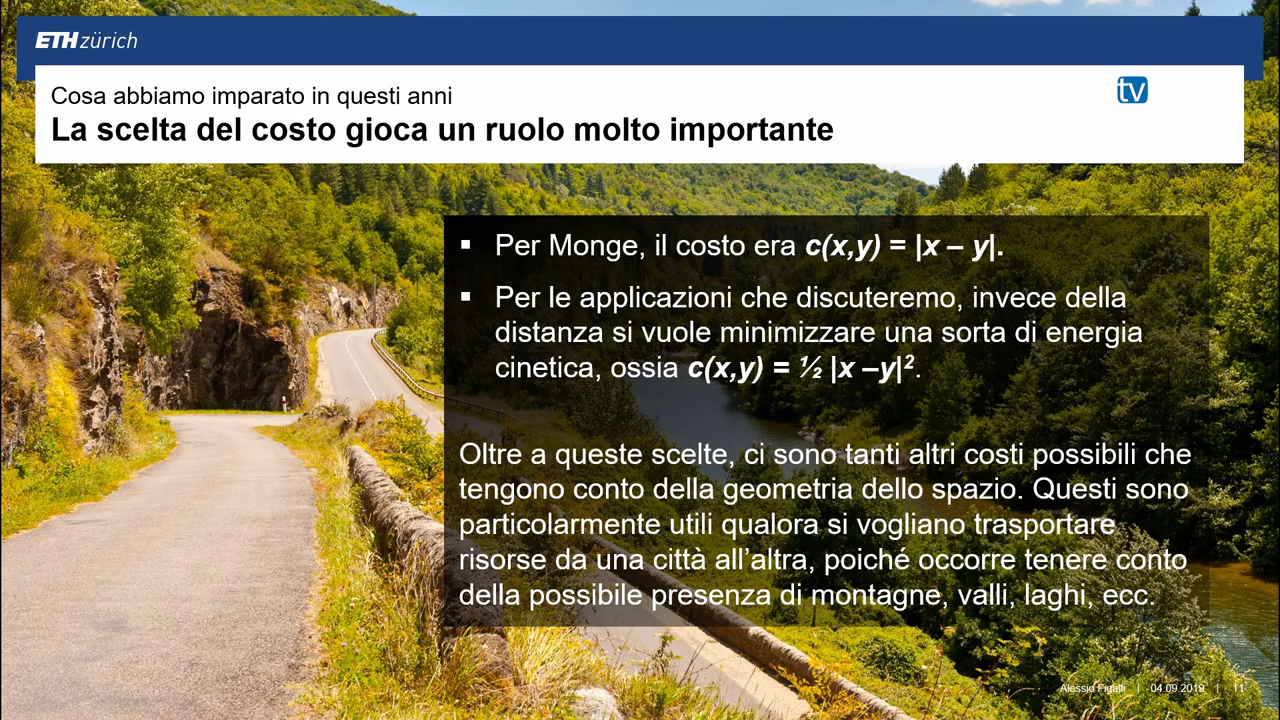 ETH zürich
Cosa abbiamo imparato in questi anni
tv
La scelta del costo gioca un ruolo molto importante
▪ Per Monge, il costo era c(x,y) = |x – y|.
▪ Per le applicazioni che discuteremo, invece della
distanza si vuole minimizzare una sorta di energia
cinetica, ossia c(x,y) = ½ |x –y|².
Oltre a queste scelte, ci sono tanti altri costi possibili che
tengono conto della geometria dello spazio. Questi sono
particolarmente utili qualora si vogliano trasportare
risorse da una città all’altra, poiché occorre tenere conto
della possibile presenza di montagne, valli, laghi, ecc.
Alessio Figalli | 04.09.2019 | 11